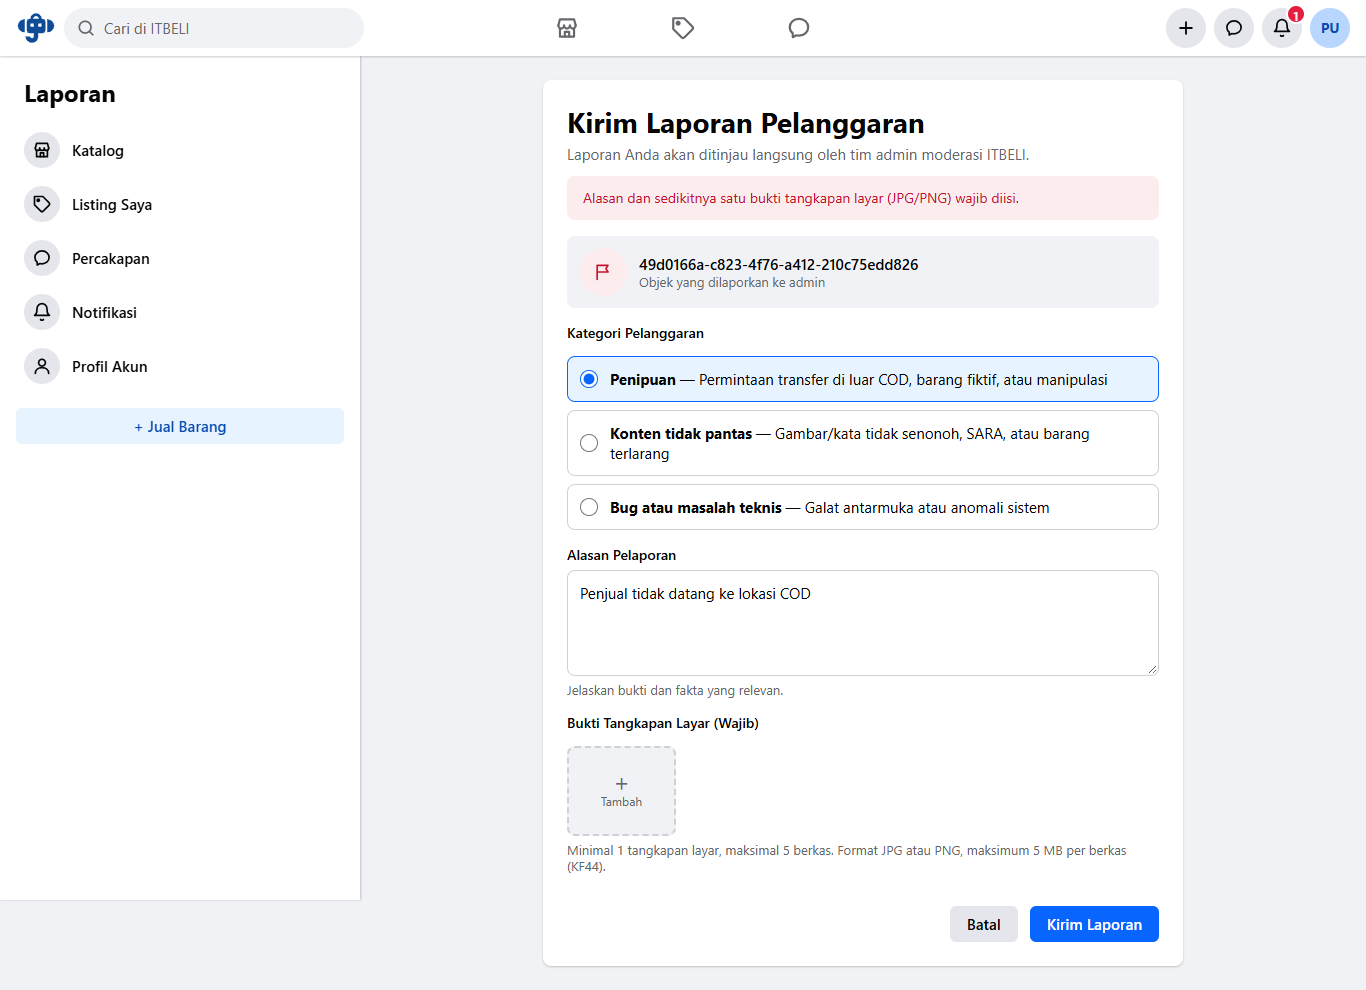 Cari di ITBELI
1
PU
Laporan
Katalog
Listing Saya
Percakapan
Notifikasi
Profil Akun
+ Jual Barang
Kirim Laporan Pelanggaran
Laporan Anda akan ditinjau langsung oleh tim admin moderasi ITBELI.
Alasan dan sedikitnya satu bukti tangkapan layar (JPG/PNG) wajib diisi.
49d0166a-c823-4f76-a412-210c75edd826
Objek yang dilaporkan ke admin
Kategori Pelanggaran
Penipuan — Permintaan transfer di luar COD, barang fiktif, atau manipulasi
Konten tidak pantas — Gambar/kata tidak senonoh, SARA, atau barang
terlarang
Bug atau masalah teknis — Galat antarmuka atau anomali sistem
Alasan Pelaporan
Penjual tidak datang ke lokasi COD
Jelaskan bukti dan fakta yang relevan.
Bukti Tangkapan Layar (Wajib)
+
Tambah
Minimal 1 tangkapan layar, maksimal 5 berkas. Format JPG atau PNG, maksimum 5 MB per berkas
(KF44).
Batal
Kirim Laporan